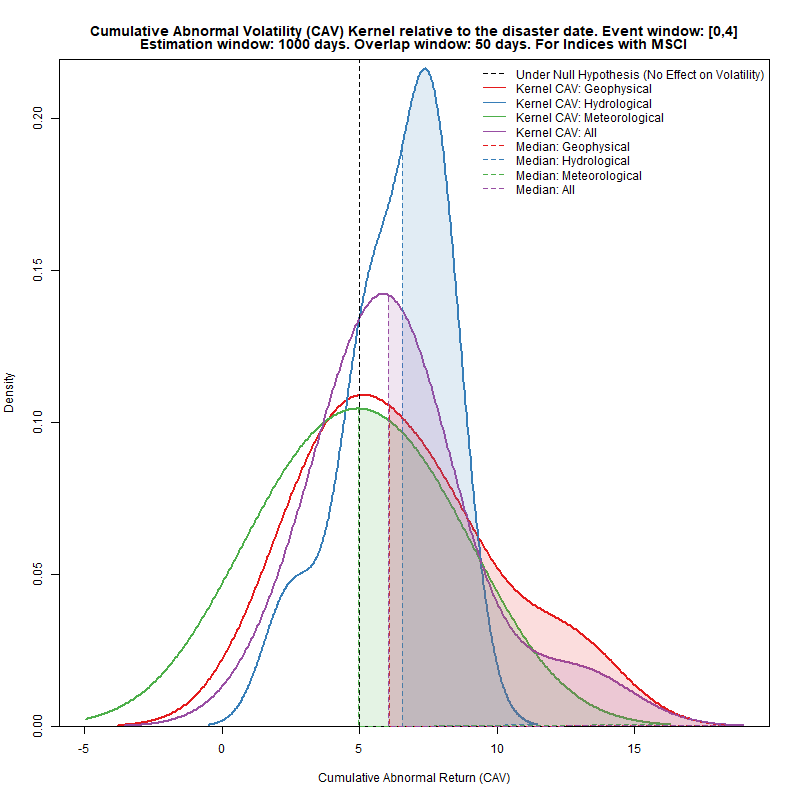 Cumulative Abnormal Volatility (CAV) Kernel relative to the disaster date. Event window: [0,4]
Estimation window: 1000 days. Overlap window: 50 days. For Indices with MSCI
Under Null Hypothesis (No Effect on Volatility)
Kernel CAV: Geophysical
Kernel CAV: Hydrological
Kernel CAV: Meteorological
Kernel CAV: All
Median: Geophysical
Median: Hydrological
Median: Meteorological
Median: All
Density
0.20
0.15
0.10
0.05
0.00
-5 0 5 10 15
Cumulative Abnormal Return (CAV)